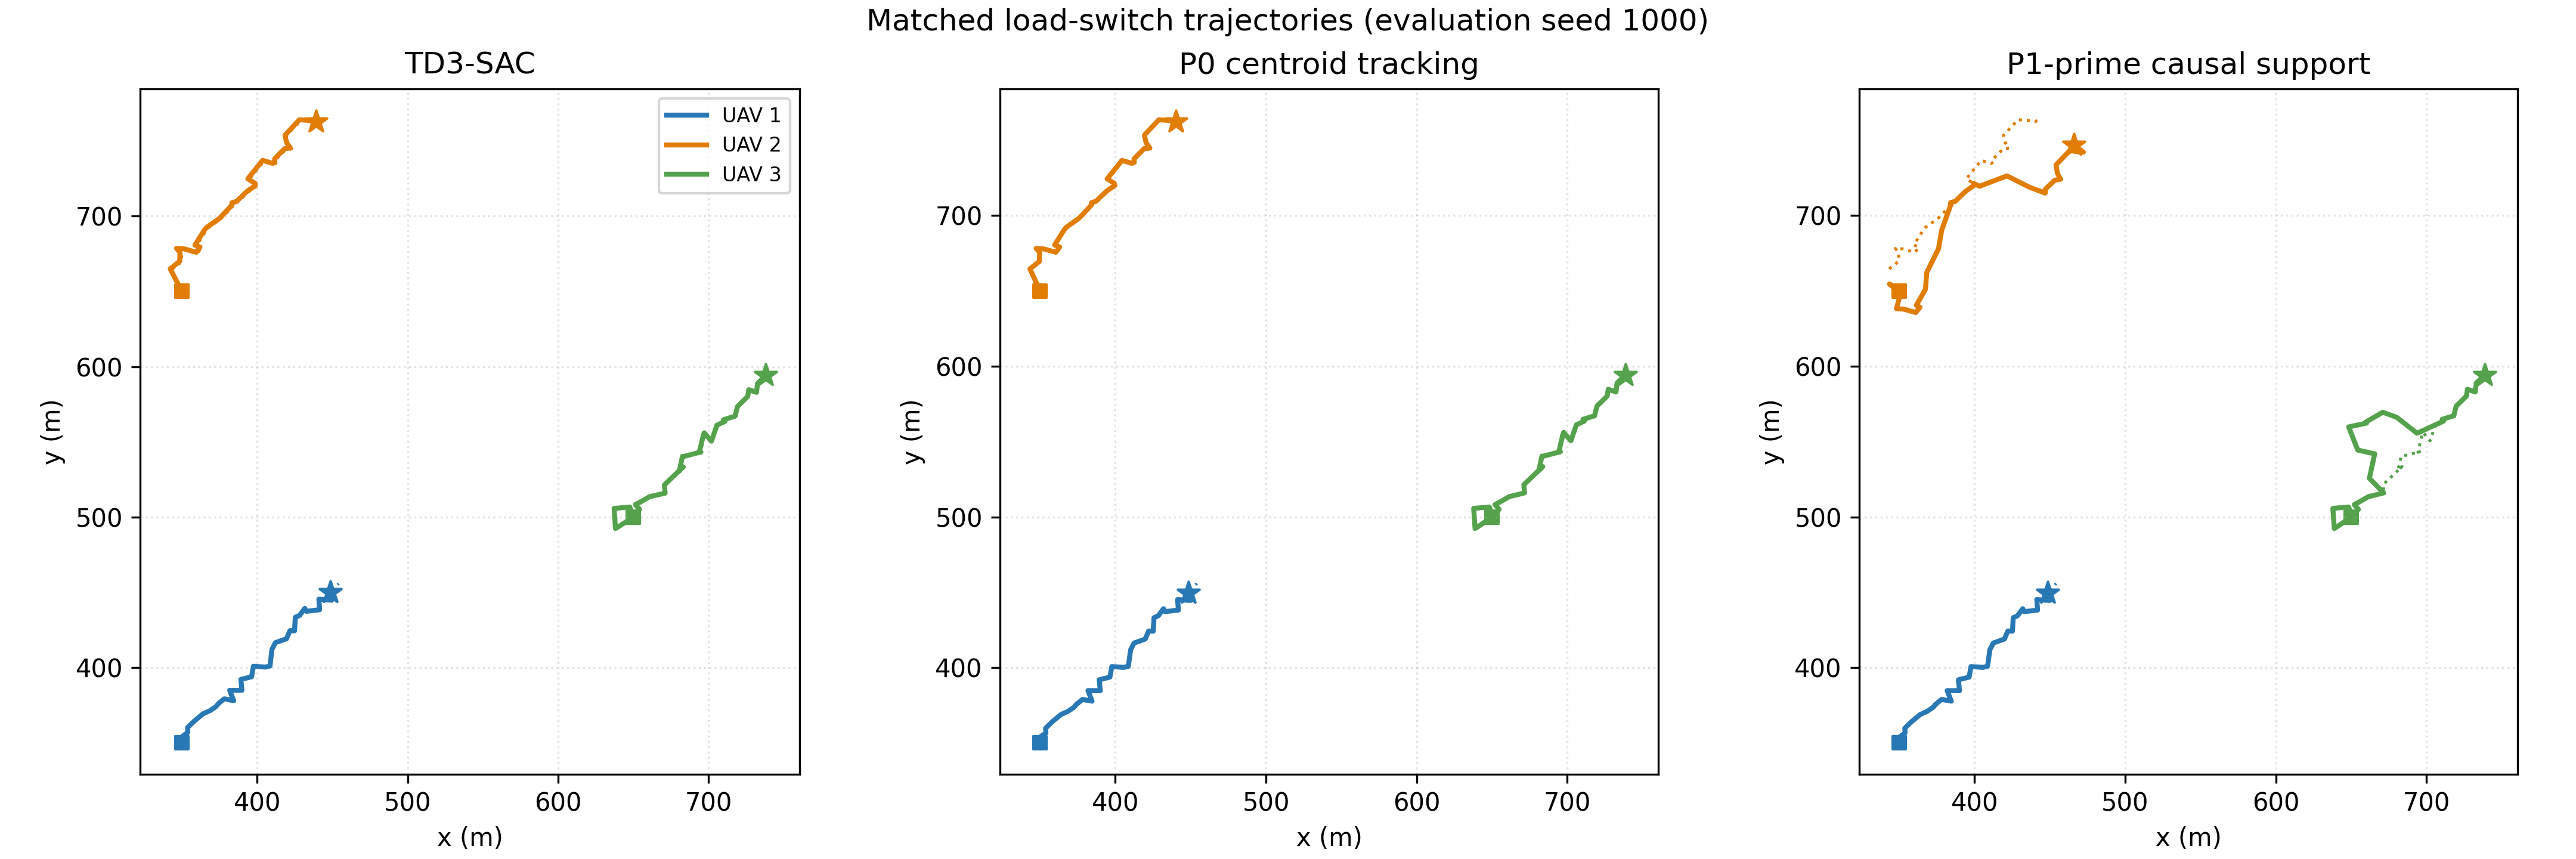 Matched load-switch trajectories (evaluation seed 1000)
TD3-SAC
UAV 1
UAV 2
UAV 3
700
600
500
400
y (m)
400 500 600 700
x (m)
P0 centroid tracking
700
600
500
400
y (m)
400 500 600 700
x (m)
P1-prime causal support
700
600
500
400
y (m)
400 500 600 700
x (m)